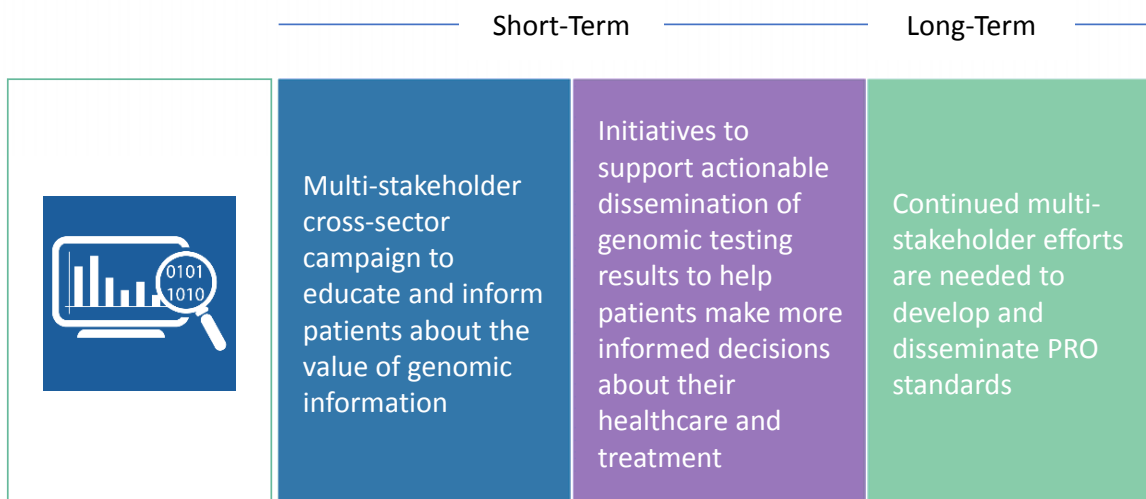 Short-Term
Long-Term
0101
1010
Multi-stakeholder
cross-sector
campaign to
educate and inform
patients about the
value of genomic
information
Initiatives to
support actionable
dissemination of
genomic testing
results to help
patients make more
informed decisions
about their
healthcare and
treatment
Continued multi-
stakeholder efforts
are needed to
develop and
disseminate PRO
standards